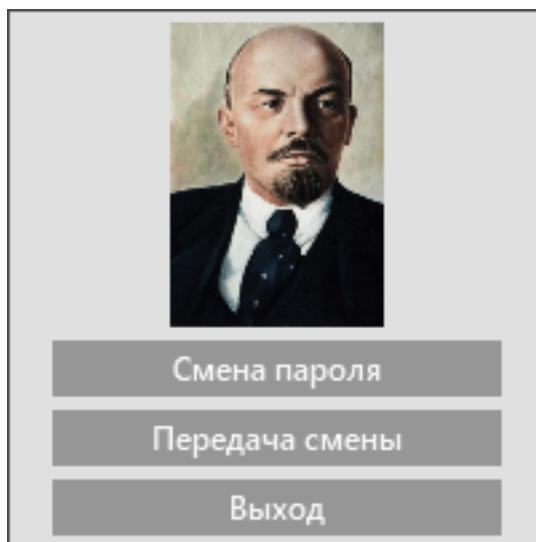 Смена пароля
Передача смены
Выход